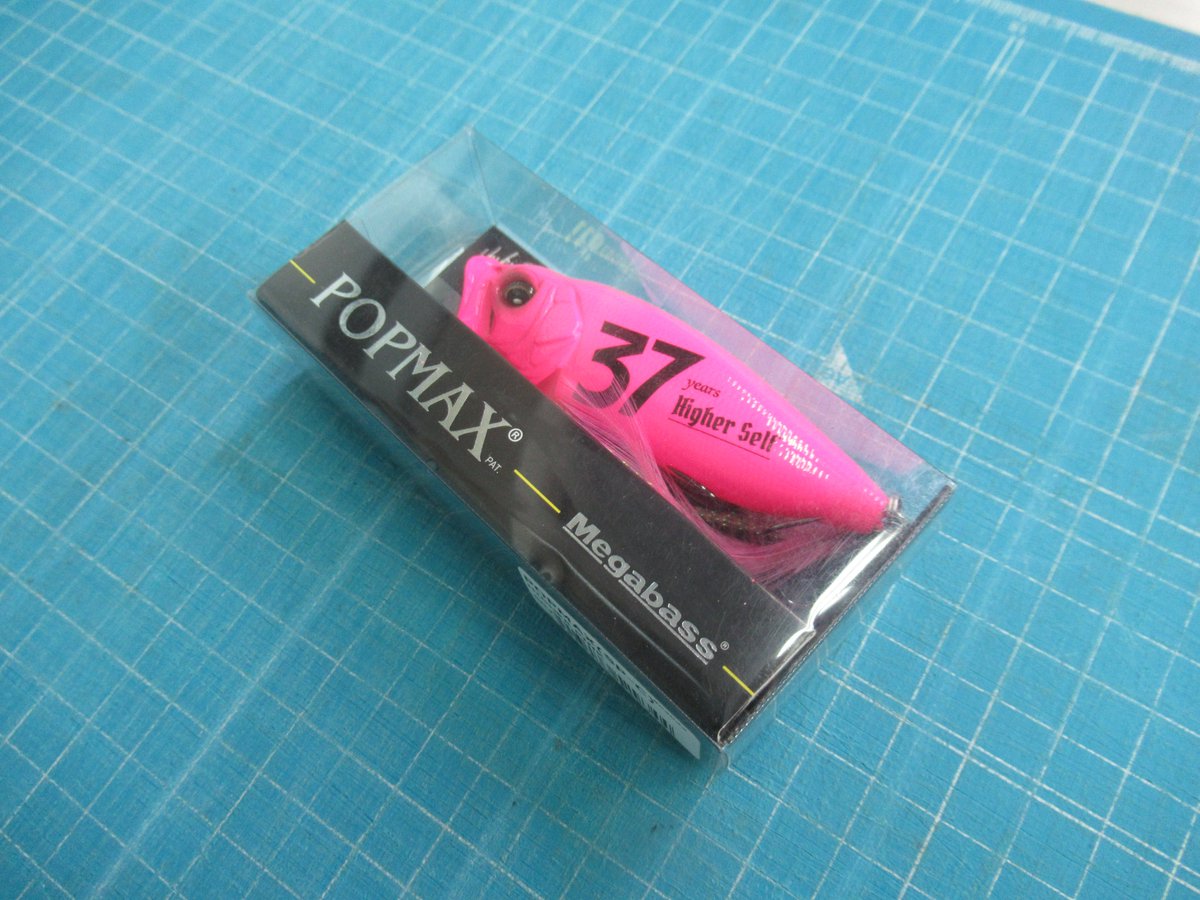 POPMAX®
PAT.
Megabass®
37
years
Higher Self